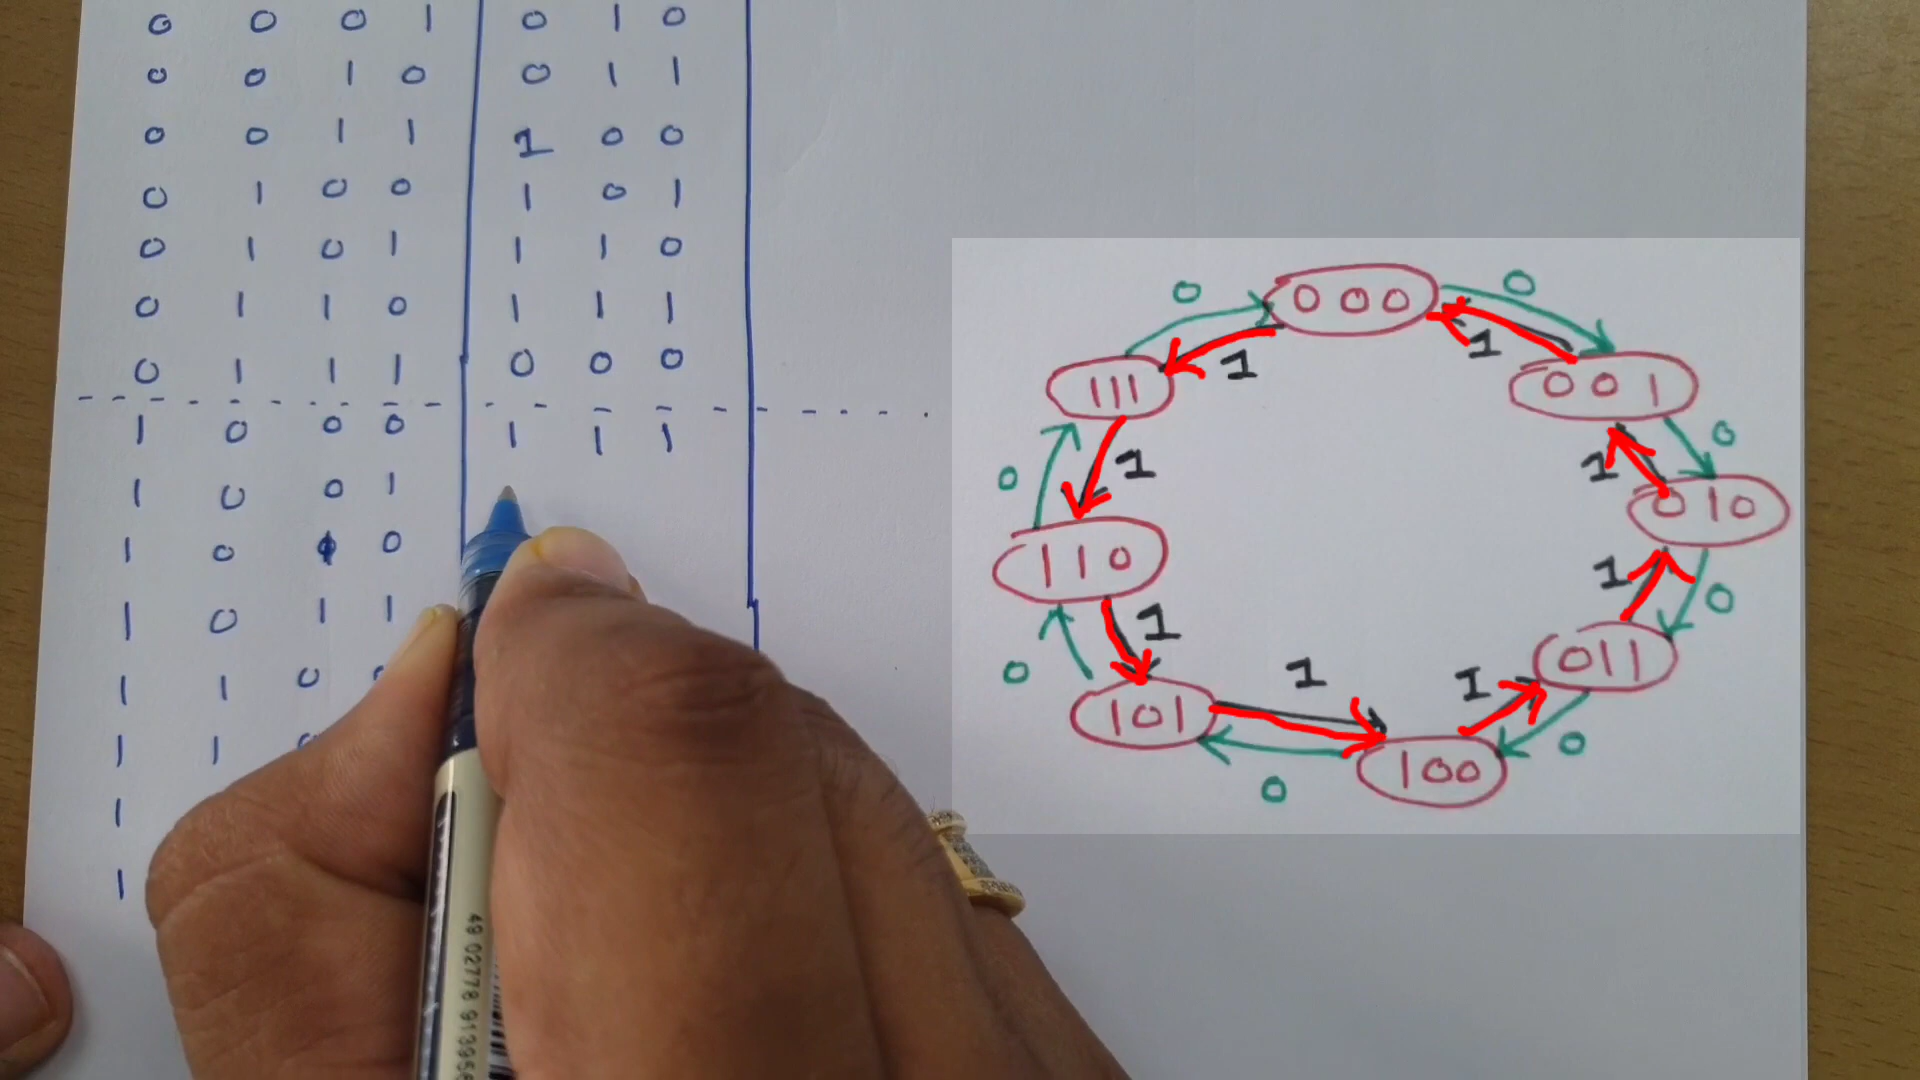 0 0 0 1 0 1 0
0 0 1 0 0 1 1
0 0 1 1 1 0 0
0 1 0 0 1 0 1
0 1 0 1 1 1 0
0 1 1 0 1 1 1
0 1 1 1 0 0 0
1 0 0 0 1 1 1
1 0 0 1
1 0 0
1 0 1 1
1 1 0
1 1
1
1
49 02778
0 000 0
1 1
111 001
0
1 1
0 010
110 1
0
1 1 011
0
101 100 0
0